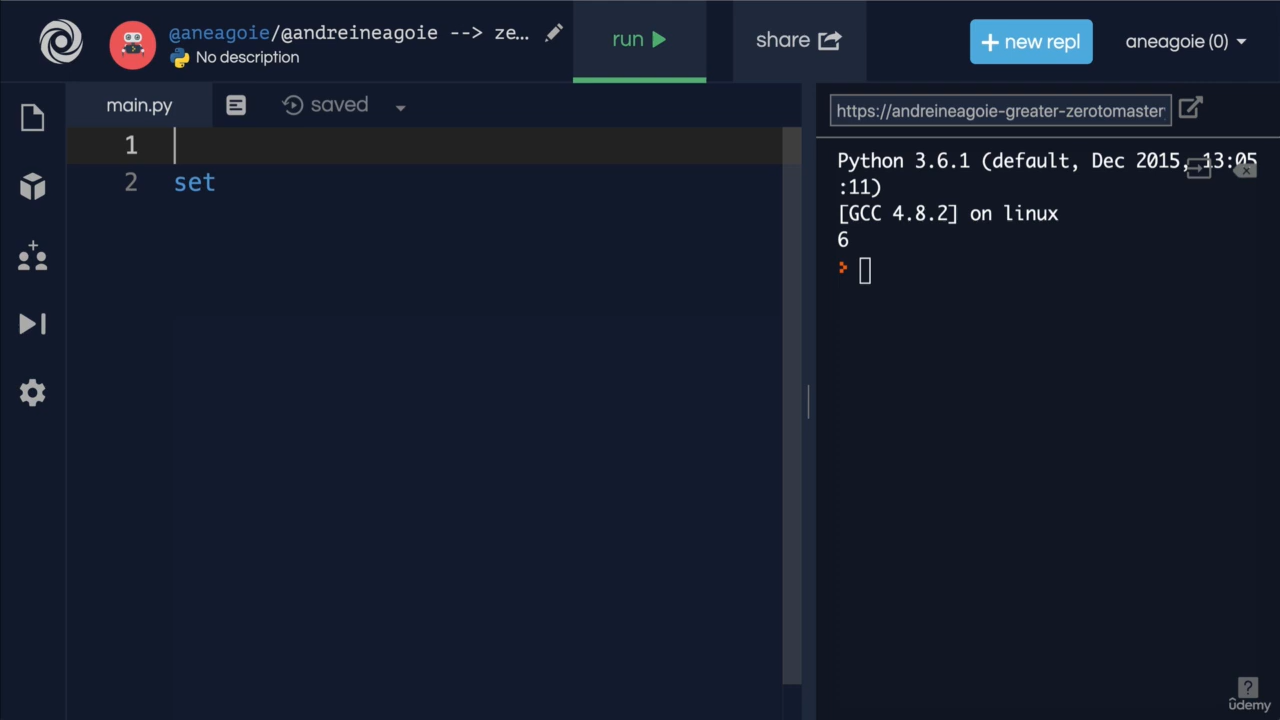 @aneagoie/@andreineagoie --> ze...
No description
run
share
+ new repl
aneagoie (0)
main.py
saved
https://andreineagoie-greater-zerotomaster
1
2 set
Python 3.6.1 (default, Dec 2015, 13:05
:11)
[GCC 4.8.2] on linux
6
?
ûdemy